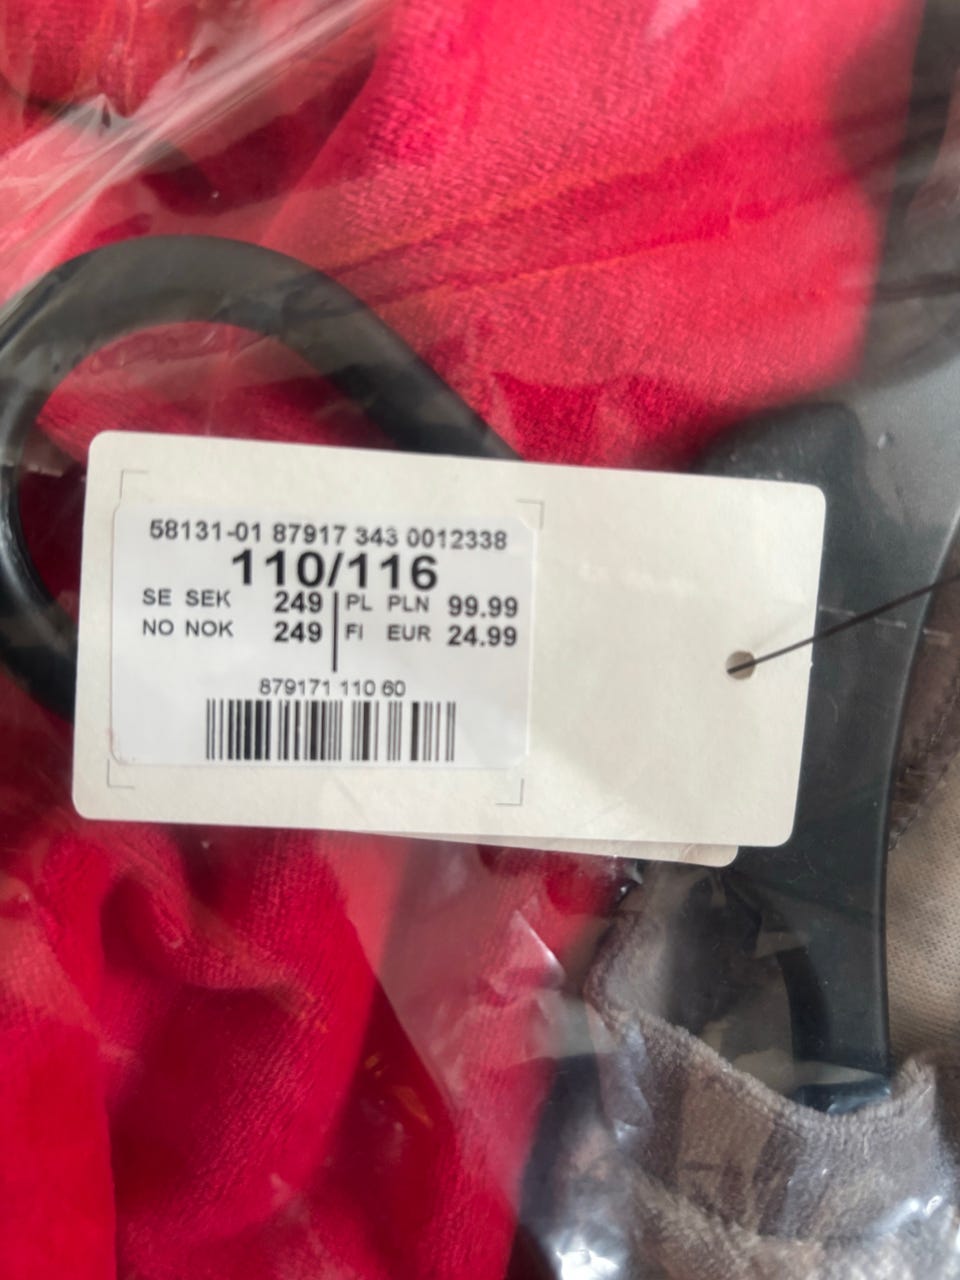 58131-01 87917 343 0012338
110/116
SE SEK 249 PL PLN 99.99
NO NOK 249 FI EUR 24.99
879171 110 60